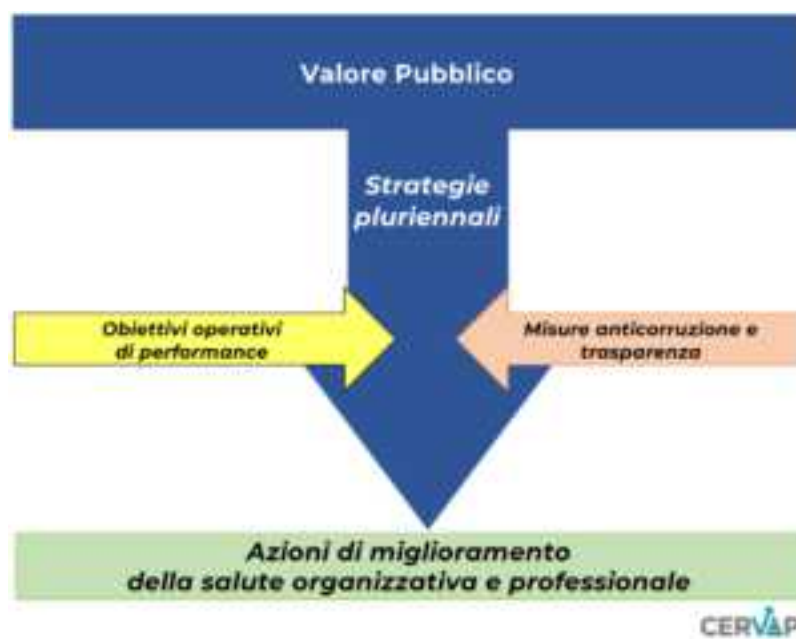 Valore Pubblico
Strategie
pluriennali
Obiettivi operativi
di performance
Misure anticorruzione e
trasparenza
Azioni di miglioramento
della salute organizzativa e professionale
CERVAP